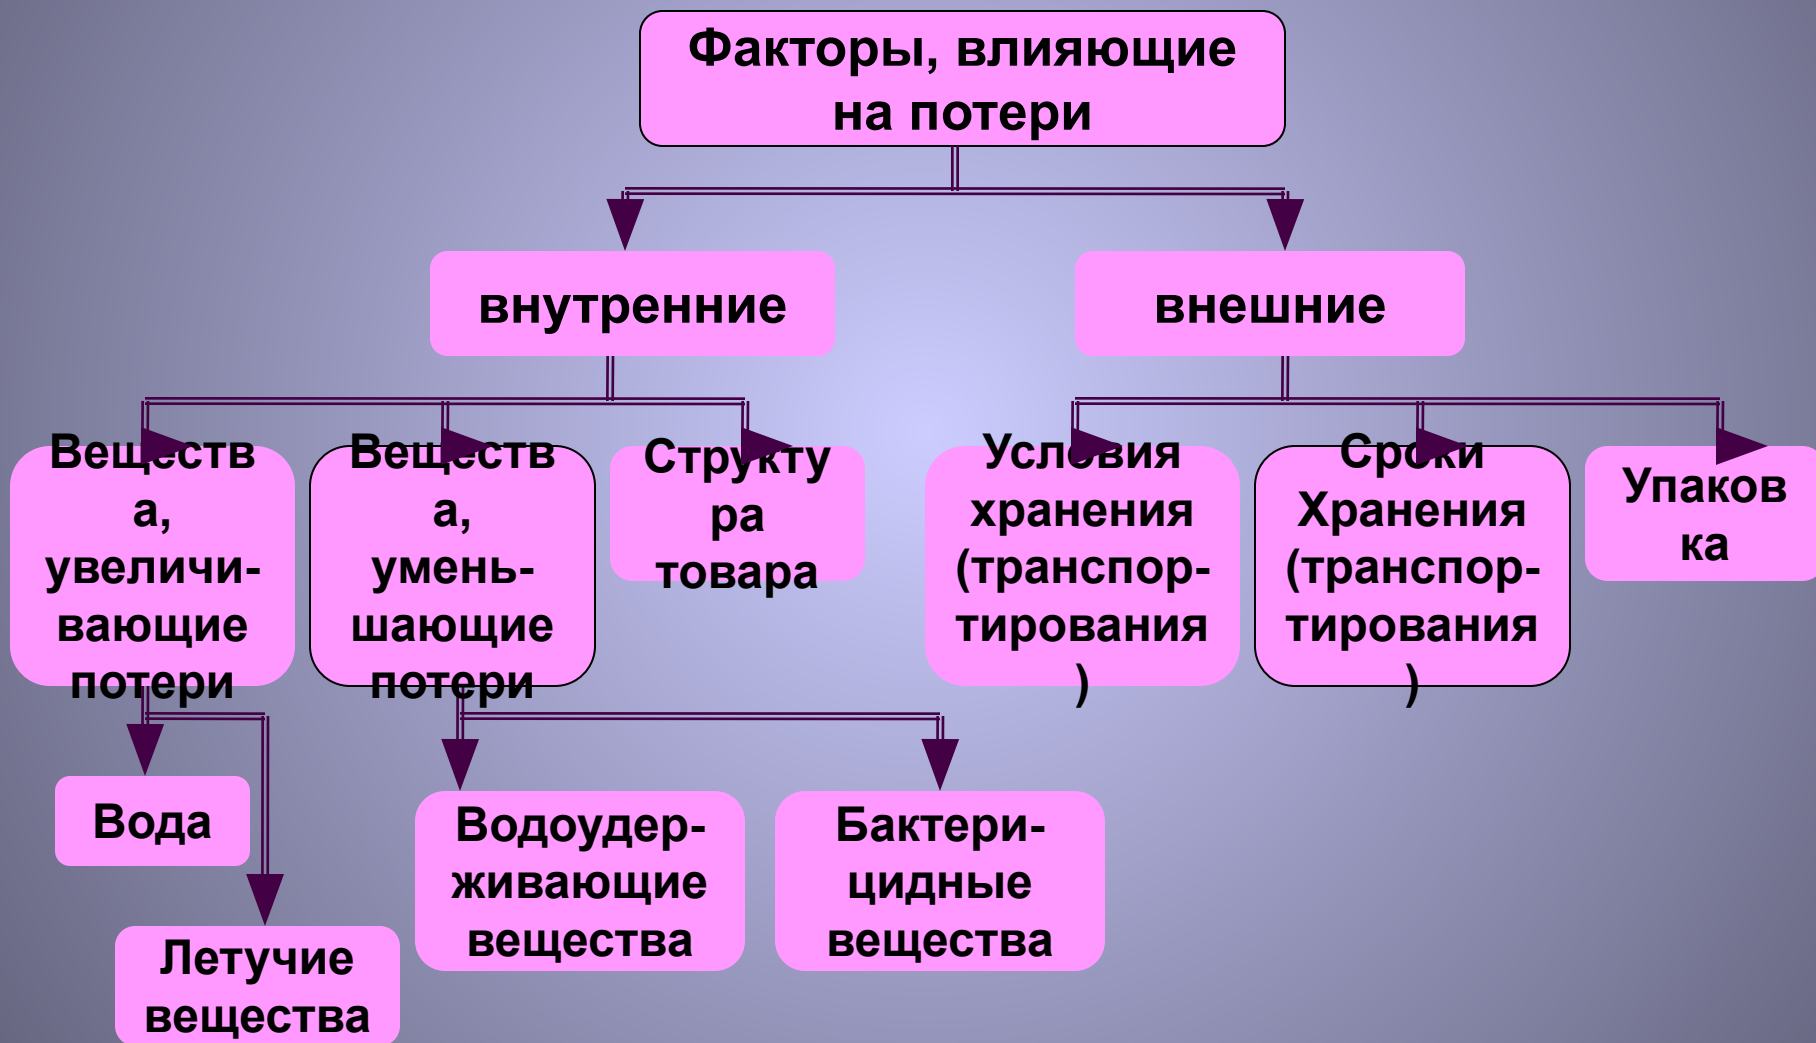 Факторы, влияющие
на потери
внутренние
внешние
Веществ
а,
увеличи-
вающие
потери
Веществ
а,
умень-
шающие
потери
Структу
ра
товара
Условия
хранения
(транспор-
тирования
)
Сроки
Хранения
(транспор-
тирования
)
Упаков
ка
Вода
Летучие
вещества
Водоудер-
живающие
вещества
Бактери-
цидные
вещества